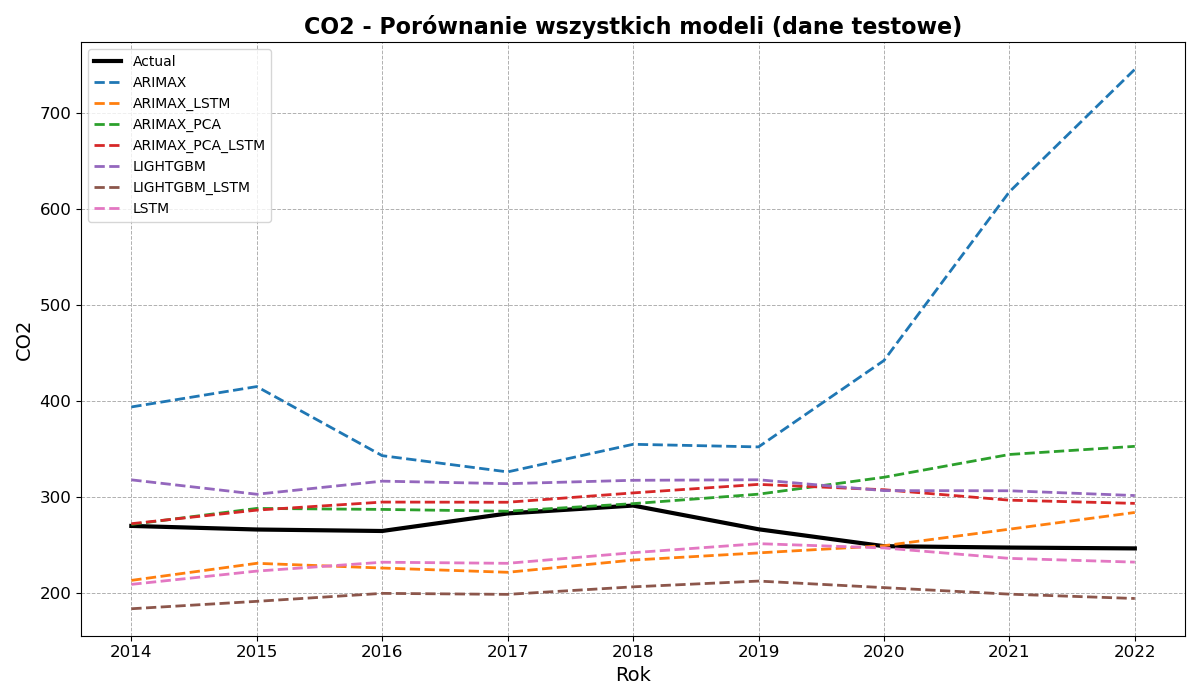 CO2 - Porównanie wszystkich modeli (dane testowe)
Actual
ARIMAX
ARIMAX_LSTM
ARIMAX_PCA
ARIMAX_PCA_LSTM
LIGHTGBM
LIGHTGBM_LSTM
LSTM
700
600
500
400
300
200
CO2
2014 2015 2016 2017 2018 2019 2020 2021 2022
Rok